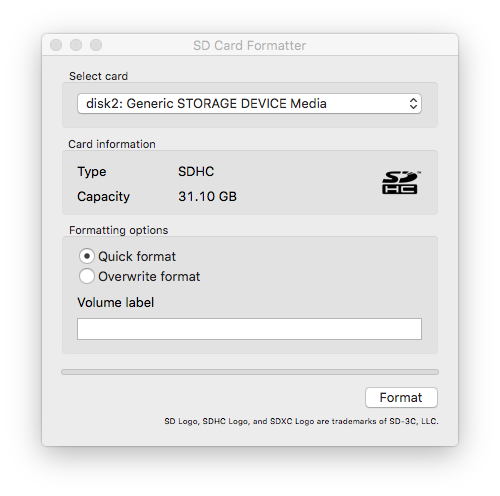 SD Card Formatter
Select card
disk2: Generic STORAGE DEVICE Media
Card information
Type SDHC
SD
HC
™
Capacity 31.10 GB
Formatting options
Quick format
Overwrite format
Volume label
Format
SD Logo, SDHC Logo, and SDXC Logo are trademarks of SD-3C, LLC.